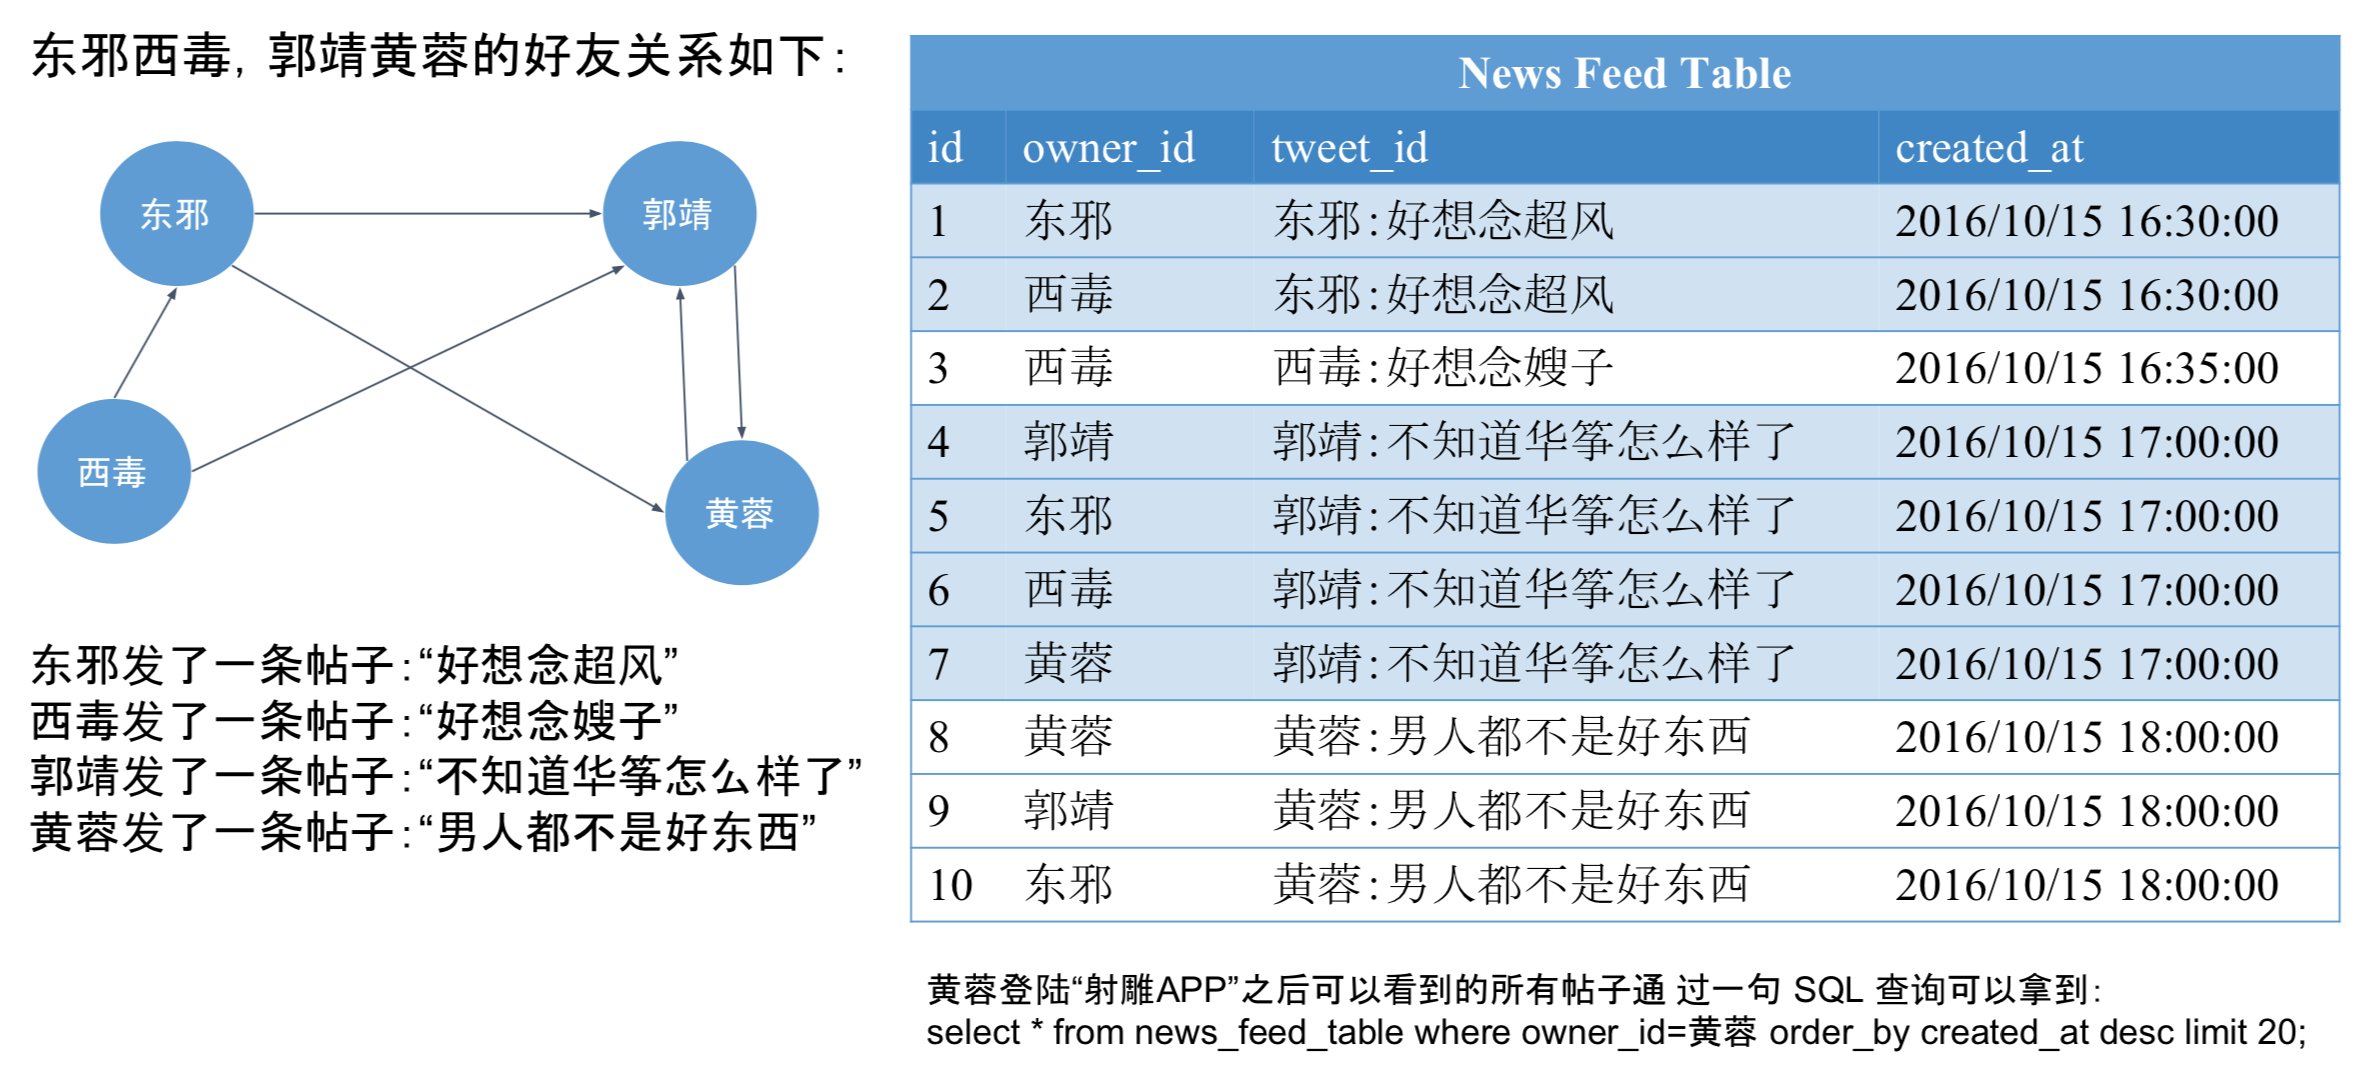 东邪西毒，郭靖黄蓉的好友关系如下：
东邪
郭靖
西毒
黄蓉
东邪发了一条帖子：“好想念超风”
西毒发了一条帖子：“好想念嫂子”
郭靖发了一条帖子：“不知道华筝怎么样了”
黄蓉发了一条帖子：“男人都不是好东西”
News Feed Table
id owner_id tweet_id created_at
1 东邪 东邪：好想念超风 2016/10/15 16:30:00
2 西毒 东邪：好想念超风 2016/10/15 16:30:00
3 西毒 西毒：好想念嫂子 2016/10/15 16:35:00
4 郭靖 郭靖：不知道华筝怎么样了 2016/10/15 17:00:00
5 东邪 郭靖：不知道华筝怎么样了 2016/10/15 17:00:00
6 西毒 郭靖：不知道华筝怎么样了 2016/10/15 17:00:00
7 黄蓉 郭靖：不知道华筝怎么样了 2016/10/15 17:00:00
8 黄蓉 黄蓉：男人都不是好东西 2016/10/15 18:00:00
9 郭靖 黄蓉：男人都不是好东西 2016/10/15 18:00:00
10 东邪 黄蓉：男人都不是好东西 2016/10/15 18:00:00
黄蓉登陆“射雕APP”之后可以看到的所有帖子通 过一句 SQL 查询可以拿到：
select * from news_feed_table where owner_id=黄蓉 order_by created_at desc limit 20;